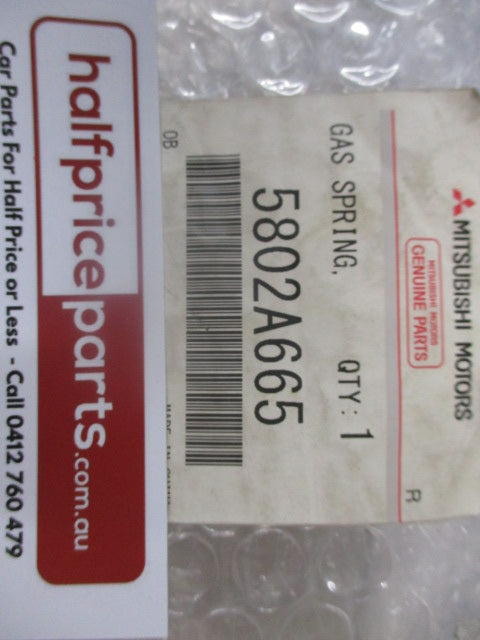 MITSUBISHI MOTORS
MITSUBISHI MOTORS
GENUINE PARTS
R
GAS SPRING, QTY: 1
5802A665
0B
halfpriceparts.com.au
Car Parts For Half Price or Less - Call 0412 760 479